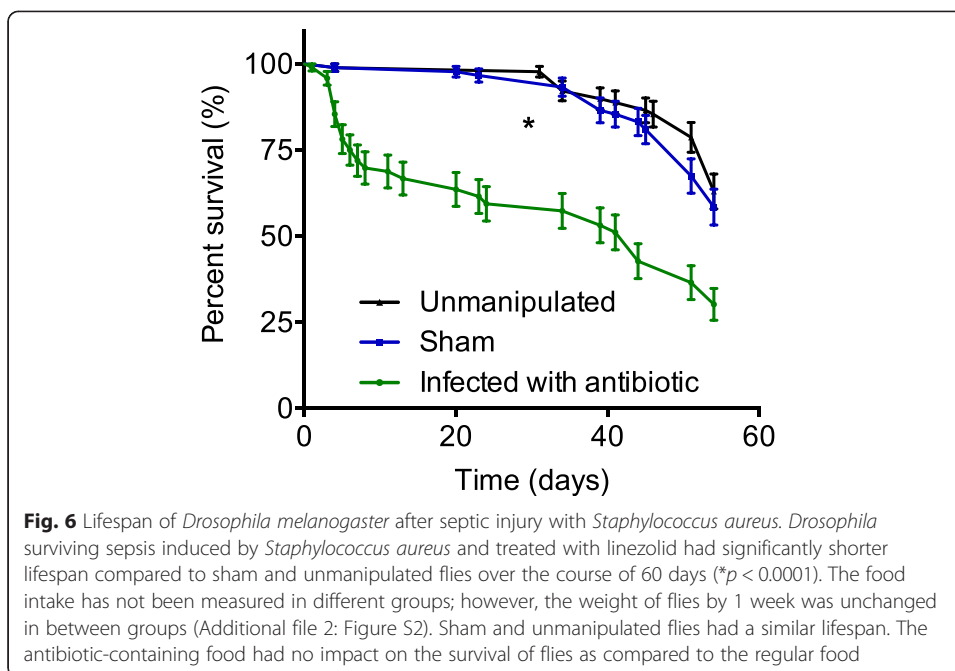 100
75
50
25
0
Percent survival (%)
*
Unmanipulated
Sham
Infected with antibiotic
0 20 40 60
Time (days)
Fig. 6 Lifespan of Drosophila melanogaster after septic injury with Staphylococcus aureus. Drosophila
surviving sepsis induced by Staphylococcus aureus and treated with linezolid had significantly shorter
lifespan compared to sham and unmanipulated flies over the course of 60 days (*p < 0.0001). The food
intake has not been measured in different groups; however, the weight of flies by 1 week was unchanged
in between groups (Additional file 2: Figure S2). Sham and unmanipulated flies had a similar lifespan. The
antibiotic-containing food had no impact on the survival of flies as compared to the regular food